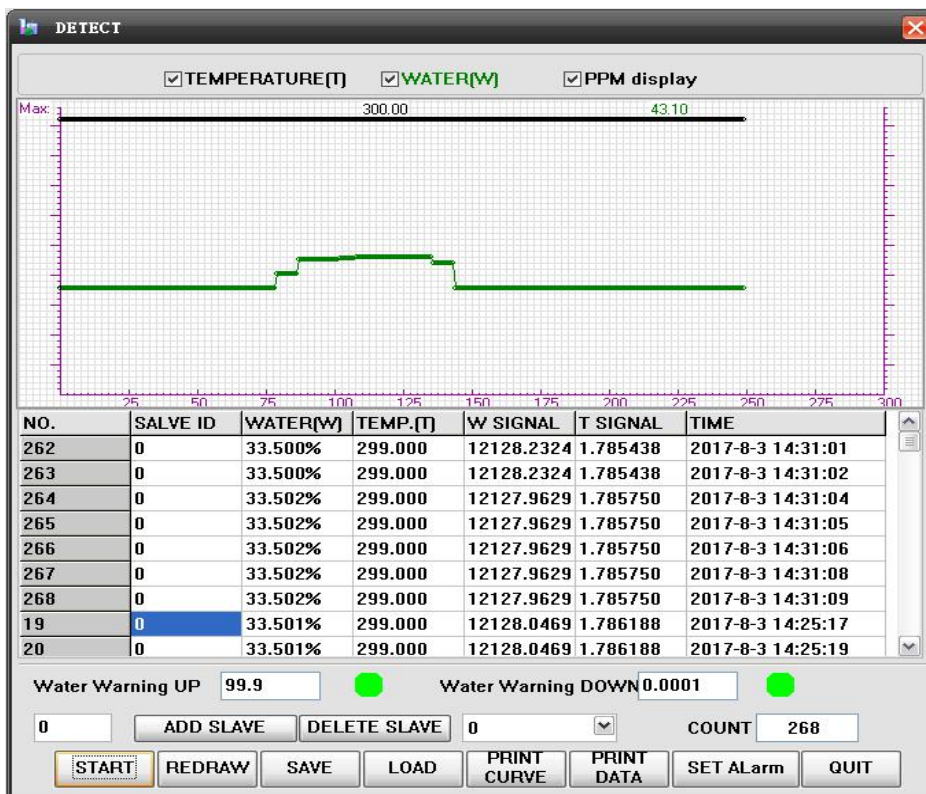 DETECT
TEMPERATURE(T) WATER(W) PPM display
Max: 300.00 43.10
25 50 75 100 125 150 175 200 225 250 275 300
NO. SALVE ID WATER(W) TEMP.(T) W SIGNAL T SIGNAL TIME
262 0 33.500% 299.000 12128.2324 1.785438 2017-8-3 14:31:01
263 0 33.500% 299.000 12128.2324 1.785438 2017-8-3 14:31:02
264 0 33.502% 299.000 12127.9629 1.785750 2017-8-3 14:31:04
265 0 33.502% 299.000 12127.9629 1.785750 2017-8-3 14:31:05
266 0 33.502% 299.000 12127.9629 1.785750 2017-8-3 14:31:06
267 0 33.502% 299.000 12127.9629 1.785750 2017-8-3 14:31:08
268 0 33.502% 299.000 12127.9629 1.785750 2017-8-3 14:31:09
19 0 33.501% 299.000 12128.0469 1.786188 2017-8-3 14:25:17
20 0 33.501% 299.000 12128.0469 1.786188 2017-8-3 14:25:19
Water Warning UP 99.9 Water Warning DOWN 0.0001
0 ADD SLAVE DELETE SLAVE 0 COUNT 268
START REDRAW SAVE LOAD PRINT CURVE PRINT DATA SET ALarm QUIT